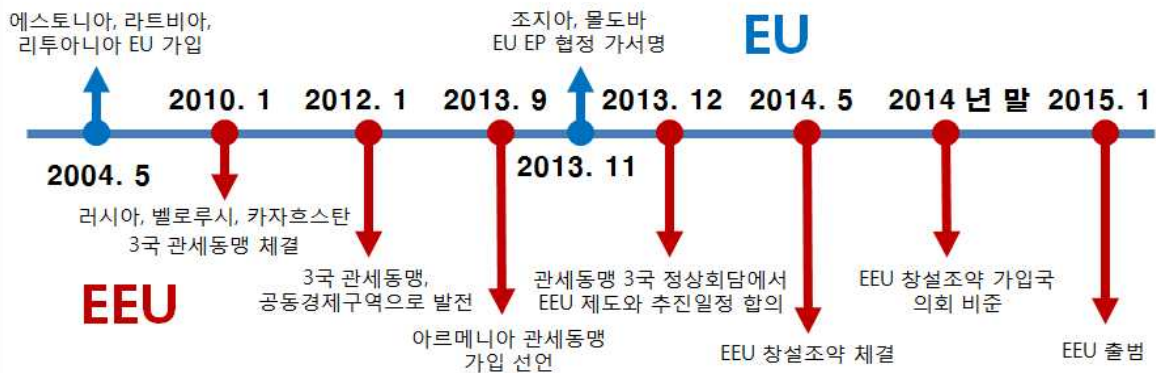 에스토니아, 라트비아,
리투아니아 EU 가입
조지아, 몰도바
EU EP 협정 가서명
EU
2010. 1
2012. 1
2013. 9
2013. 12
2014. 5
2014 년 말
2015. 1
2004. 5
2013. 11
러시아, 벨로루시, 카자흐스탄
3국 관세동맹 체결
EEU
3국 관세동맹,
공동경제구역으로 발전
아르메니아 관세동맹
가입 선언
관세동맹 3국 정상회담에서
EEU 제도와 추진일정 합의
EEU 창설조약 체결
EEU 창설조약 가입국
의회 비준
EEU 출범